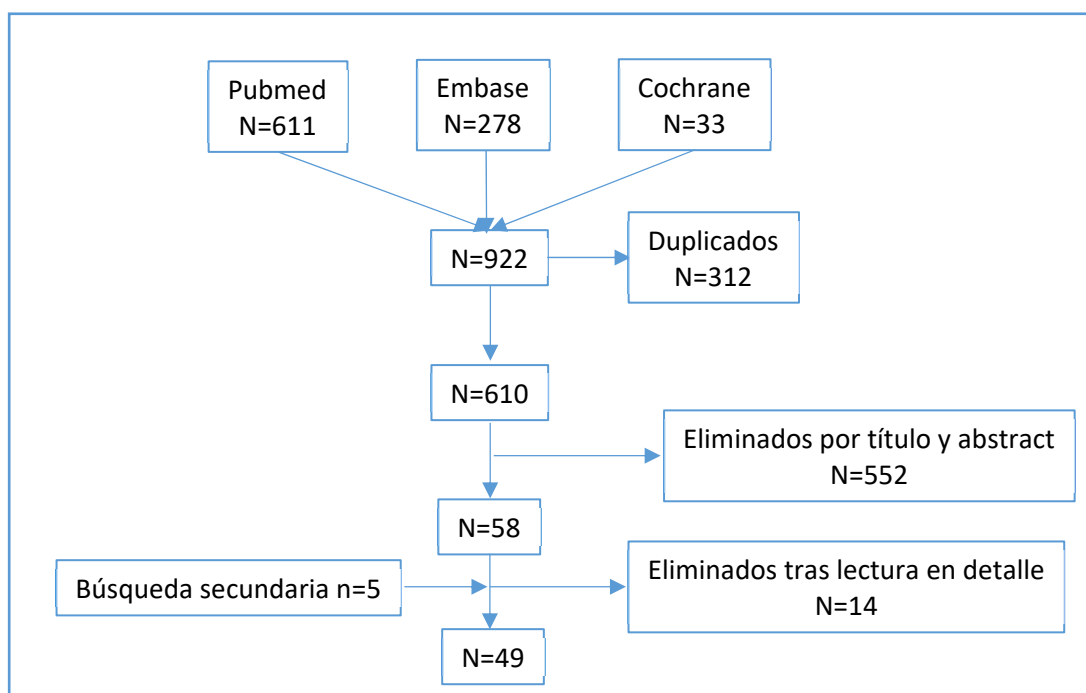 Pubmed
N=611
Embase
N=278
Cochrane
N=33
N=922
Duplicados
N=312
N=610
Eliminados por título y abstract
N=552
N=58
Búsqueda secundaria n=5
Eliminados tras lectura en detalle
N=14
N=49